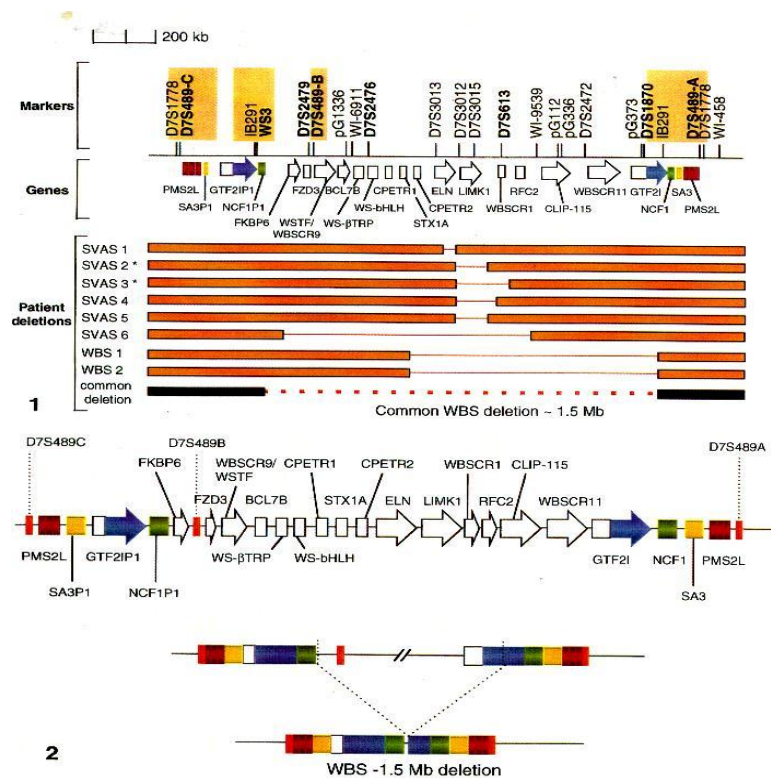 200 kb
Markers
D7S1778
D7S489-C
IB291
WS3
D7S2479
D7S489-B
pG1336
WI-6911
D7S2476
D7S3013
D7S3012
D7S3015
D7S613
WI-9539
pG112
pG336
D7S2472
pG373
D7S1870
IB291
D7S489-A
D7S1778
WI-458
Genes
PMS2L GTF2IP1 FZD3 BCL7B CPETR1 ELN LIMK1 RFC2 WBSCR11 GTF2I SA3
SA3P1 NCF1P1 WS-bHLH CPETR2 WBSCR1 CLIP-115 NCF1 PMS2L
FKBP6 WSTF/ WS-βTRP STX1A
WBSCR9
Patient
deletions
SVAS 1
SVAS 2 *
SVAS 3 *
SVAS 4
SVAS 5
SVAS 6
WBS 1
WBS 2
common
deletion
Common WBS deletion ~ 1.5 Mb
1
D7S489C D7S489B D7S489A
FKBP6 WBSCR9/ CPETR1 CPETR2 WBSCR1 CLIP-115
WSTF
FZD3 BCL7B STX1A ELN LIMK1 RFC2 WBSCR11
PMS2L GTF2IP1 WS-βTRP WS-bHLH GTF2I NCF1 PMS2L
SA3P1 NCF1P1 SA3
2
WBS -1.5 Mb deletion